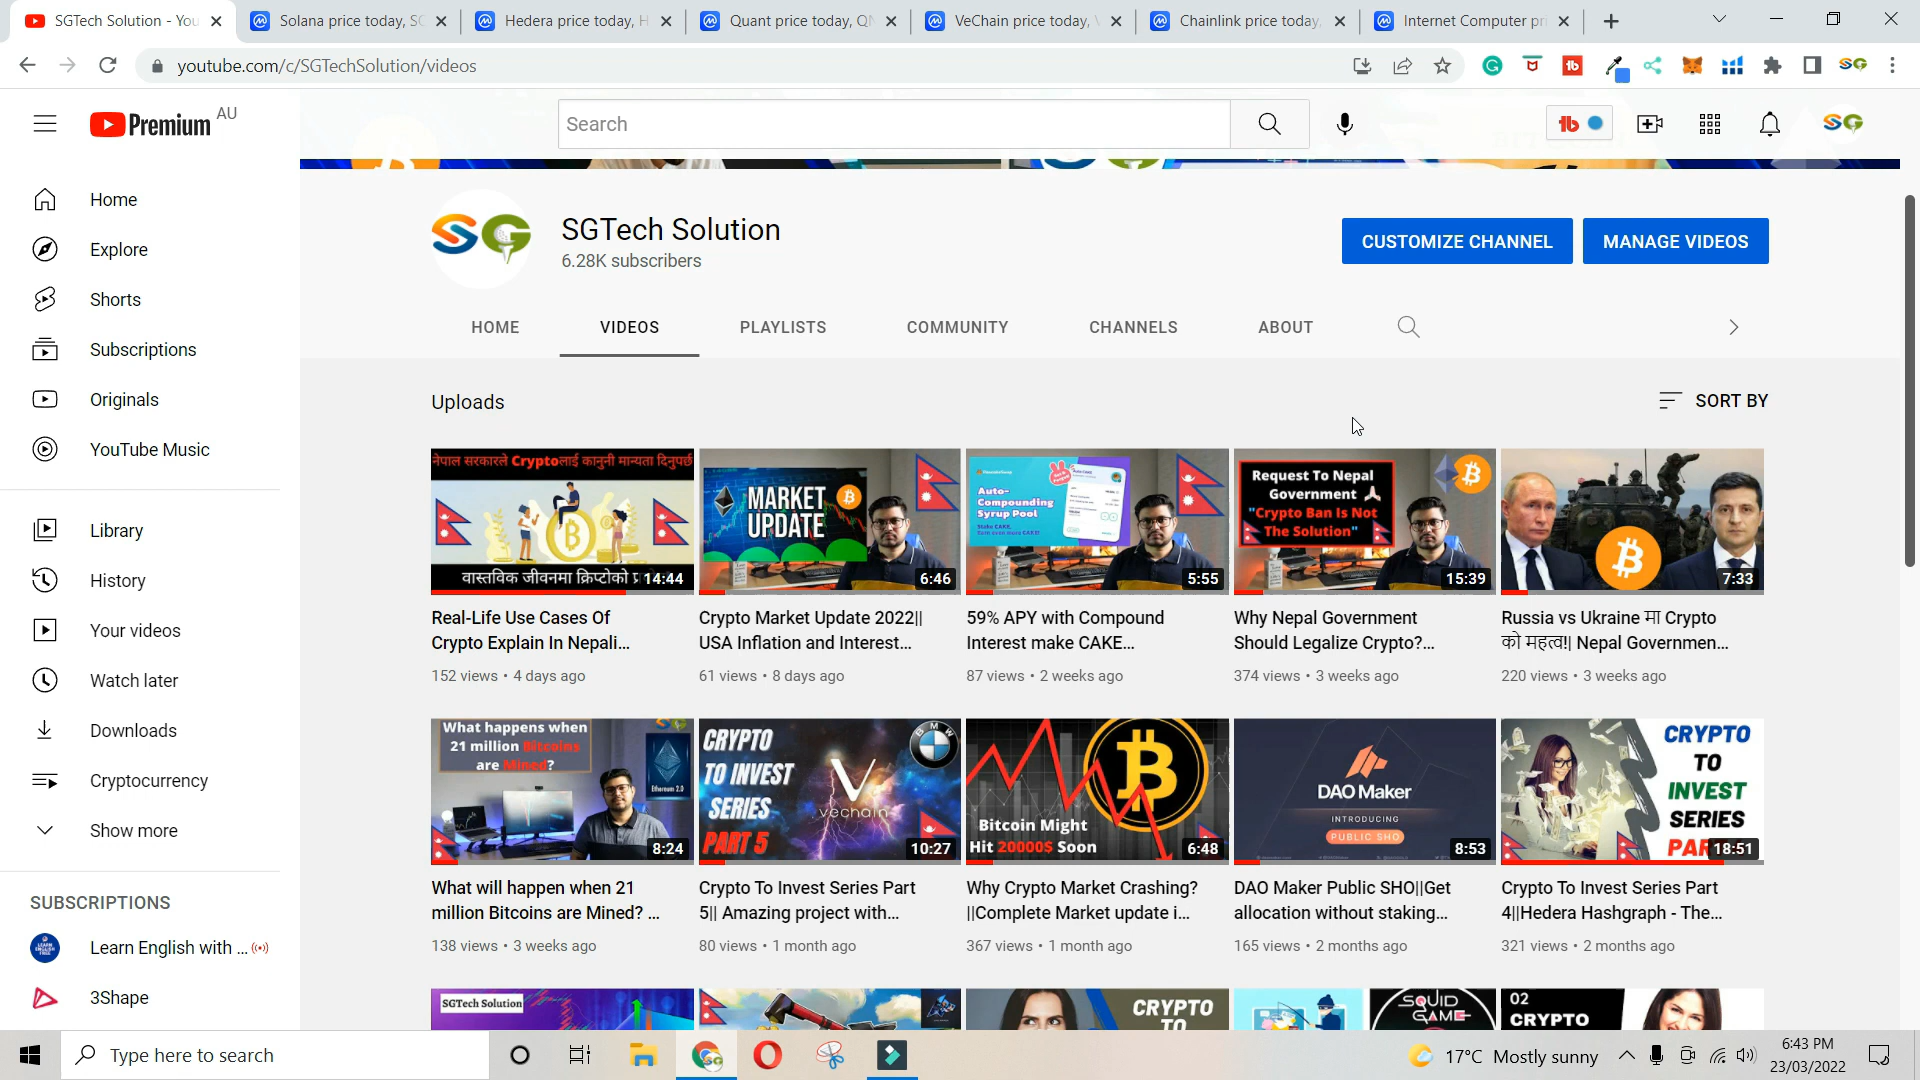 SGTech Solution - You
Solana price today, SO
Hedera price today, H
Quant price today, QN
VeChain price today, V
Chainlink price today,
Internet Computer pri
youtube.com/c/SGTechSolution/videos
Premium
AU
Search
Home
Explore
Shorts
Subscriptions
Originals
YouTube Music
Library
History
Your videos
Watch later
Downloads
Cryptocurrency
Show more
SUBSCRIPTIONS
Learn English with ...
3Shape
SGTech Solution
6.28K subscribers
CUSTOMIZE CHANNEL
MANAGE VIDEOS
HOME
VIDEOS
PLAYLISTS
COMMUNITY
CHANNELS
ABOUT
Uploads
SORT BY
नेपाल सरकारले Cryptoलाई कानुनी मान्यता दिनुपर्छ
वास्तविक जीवनमा क्रिप्टोको प्र
14:44
Real-Life Use Cases Of
Crypto Explain In Nepali...
152 views • 4 days ago
MARKET
UPDATE
6:46
Crypto Market Update 2022||
USA Inflation and Interest...
61 views • 8 days ago
Auto-
Compounding
Syrup Pool
5:55
59% APY with Compound
Interest make CAKE...
87 views • 2 weeks ago
Request To Nepal
Government
"Crypto Ban Is Not
The Solution"
15:39
Why Nepal Government
Should Legalize Crypto?...
374 views • 3 weeks ago
7:33
Russia vs Ukraine मा Crypto
को महत्व!| Nepal Governmen...
220 views • 3 weeks ago
What happens when
21 million Bitcoins
are Mined?
Ethereum 2.0
8:24
What will happen when 21
million Bitcoins are Mined? ...
138 views • 3 weeks ago
CRYPTO
TO INVEST
SERIES
PART 5
vechain
BMW
10:27
Crypto To Invest Series Part
5|| Amazing project with...
80 views • 1 month ago
Bitcoin Might
Hit 20000$ Soon
6:48
Why Crypto Market Crashing?
||Complete Market update i...
367 views • 1 month ago
DAO Maker
INTRODUCING
PUBLIC SHO
8:53
DAO Maker Public SHO||Get
allocation without staking...
165 views • 2 months ago
CRYPTO
TO
INVEST
SERIES
PAR
18:51
Crypto To Invest Series Part
4||Hedera Hashgraph - The...
321 views • 2 months ago
SGTech Solution
CRYPTO
TO
SQUID
GAME
02
CRYPTO
Type here to search
17°C Mostly sunny
6:43 PM
23/03/2022